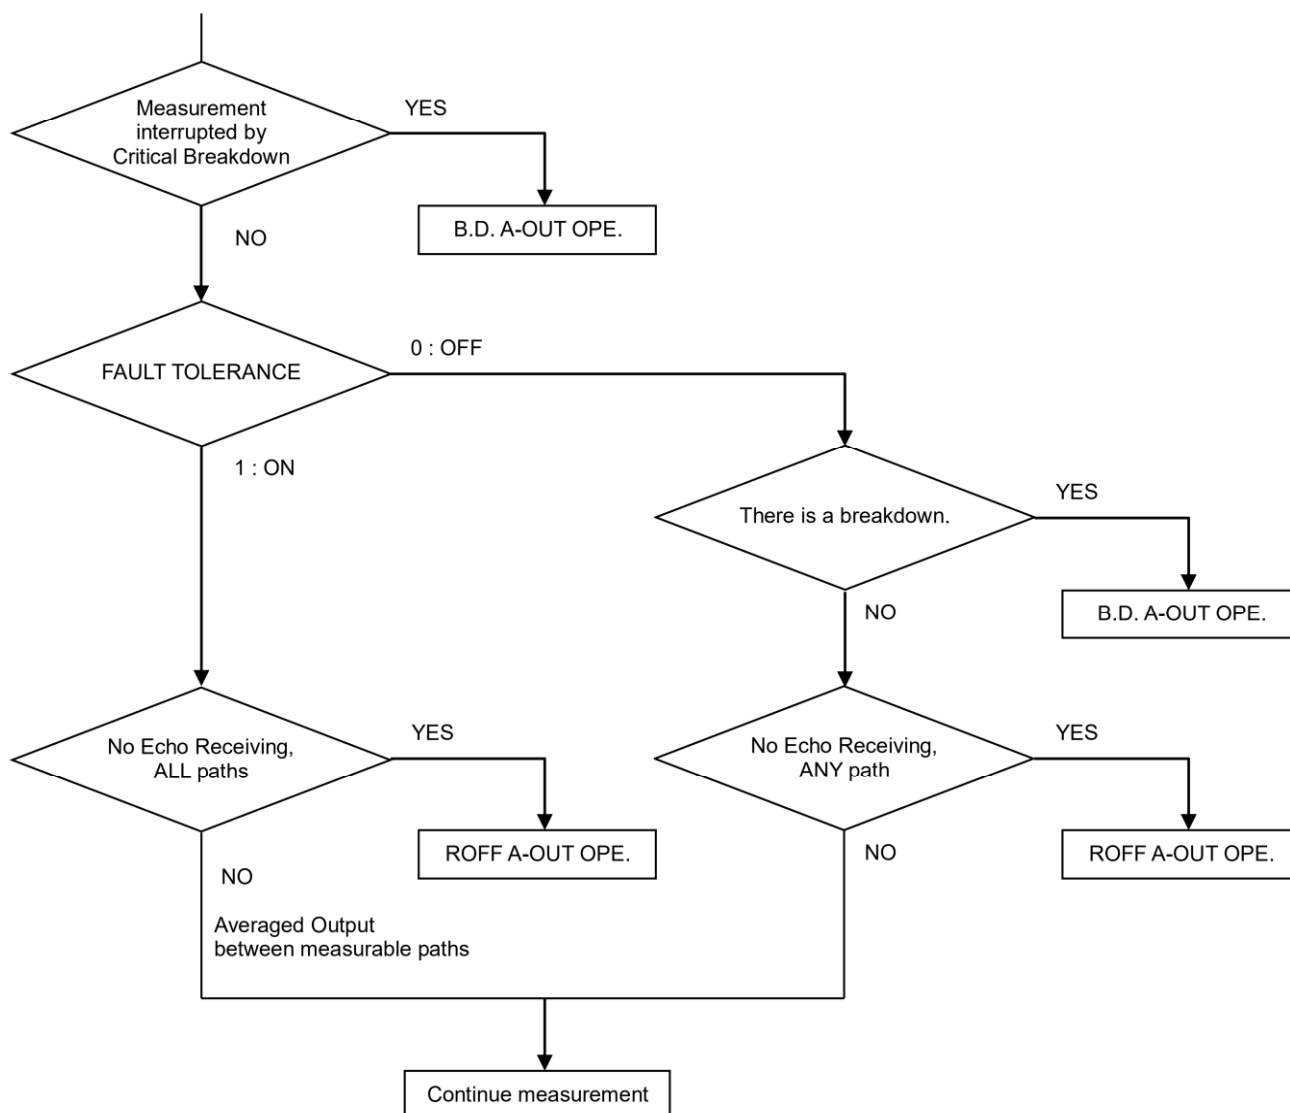 Measurement
interrupted by
Critical Breakdown
YES
B.D. A-OUT OPE.
NO
FAULT TOLERANCE
0 : OFF
1 : ON
There is a breakdown.
YES
B.D. A-OUT OPE.
NO
No Echo Receiving,
ALL paths
YES
ROFF A-OUT OPE.
NO
Averaged Output
between measurable paths
No Echo Receiving,
ANY path
YES
ROFF A-OUT OPE.
NO
Continue measurement